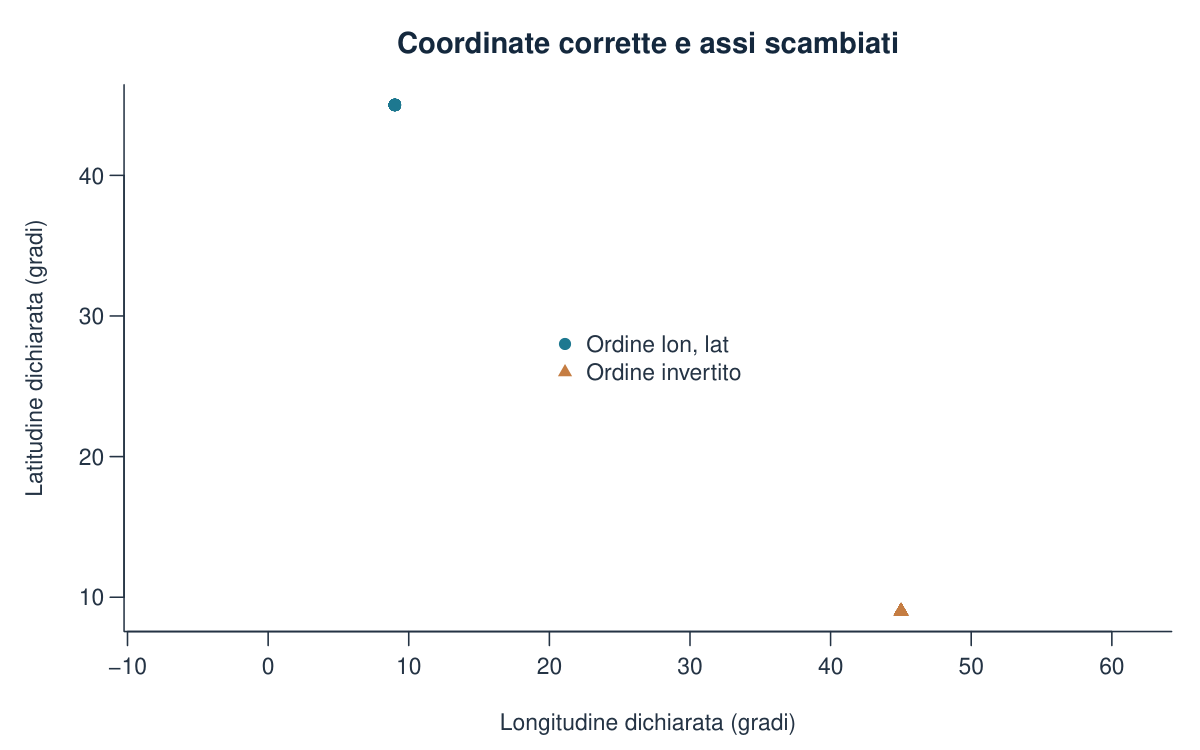 Coordinate corrette e assi scambiati
Latitudine dichiarata (gradi)
40
30
20
10
Ordine lon, lat
Ordine invertito
−10 0 10 20 30 40 50 60
Longitudine dichiarata (gradi)